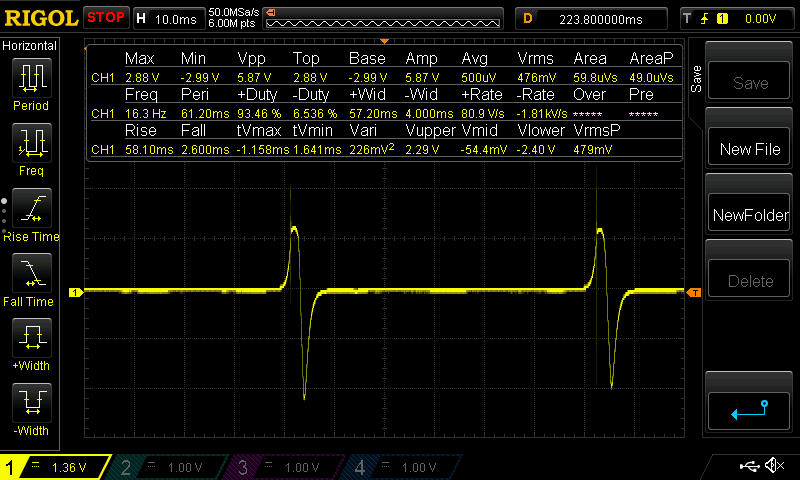 RIGOL STOP H 10.0ms 50.0MSa/s 6.00M pts D 223.800000ms T 1 0.00V
Horizontal
Period
Freq
Rise Time
Fall Time
+Width
-Width
Max Min Vpp Top Base Amp Avg Vrms Area AreaP
CH1 2.88 V -2.99 V 5.87 V 2.88 V -2.99 V 5.87 V 500uV 476mV 59.8uVs 49.0uVs
Freq Peri +Duty -Duty +Wid -Wid +Rate -Rate Over Pre
CH1 16.3 Hz 61.20ms 93.46 % 6.536 % 57.20ms 4.000ms 80.9 V/s -1.81kV/s ***** *****
Rise Fall tVmax tVmin Vari Vupper Vmid Vlower VrmsP
CH1 58.10ms 2.600ms -1.158ms 1.641ms 226mV² 2.29 V -54.4mV -2.40 V 479mV
1
T
Save
Save
New File
NewFolder
Delete
1 1.36 V 2 1.00 V 3 1.00 V 4 1.00 V